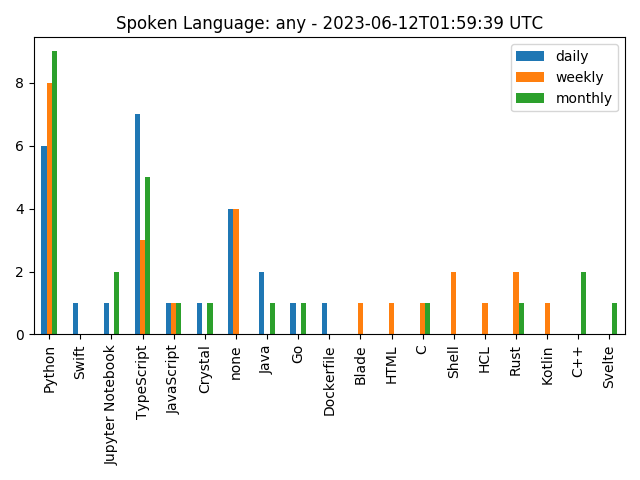 Spoken Language: any - 2023-06-12T01:59:39 UTC
daily
weekly
monthly
8
6
4
2
0
Python
Swift
Jupyter Notebook
TypeScript
JavaScript
Crystal
none
Java
Go
Dockerfile
Blade
HTML
C
Shell
HCL
Rust
Kotlin
C++
Svelte